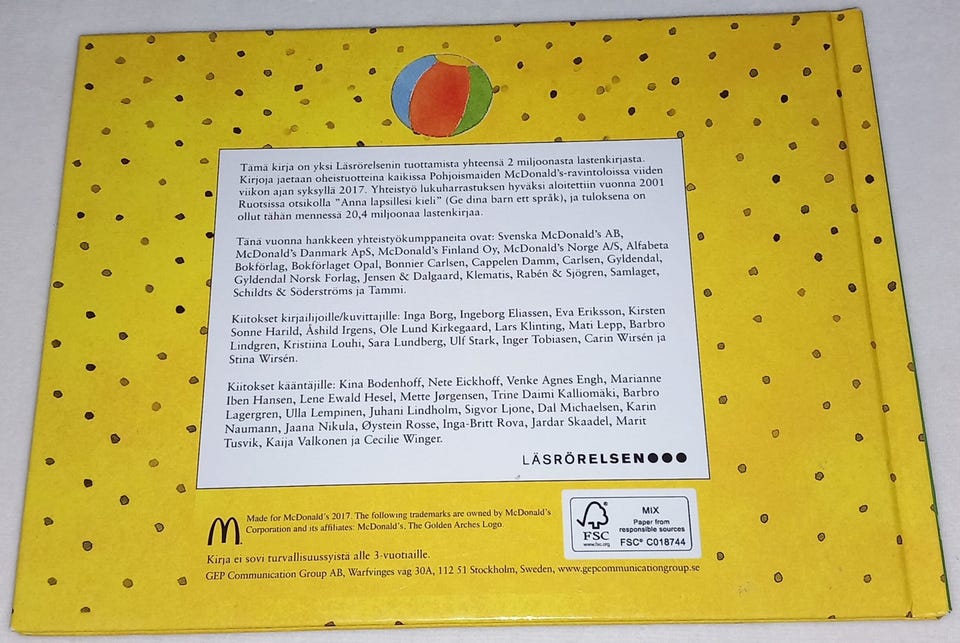 Tämä kirja on yksi Läsrörelsenin tuottamista yhteensä 2 miljoonasta lastenkirjasta.
Kirjoja jaetaan oheistuotteina kaikissa Pohjoismaiden McDonald's-ravintoloissa viiden
viikon ajan syksyllä 2017. Yhteistyö lukuharrastuksen hyväksi aloitettiin vuonna 2001
Ruotsissa otsikolla "Anna lapsillesi kieli" (Ge dina barn ett språk), ja tuloksena on
ollut tähän mennessä 20,4 miljoonaa lastenkirjaa.
Tänä vuonna hankkeen yhteistyökumppaneita ovat: Svenska McDonald's AB,
McDonald's Danmark ApS, McDonald's Finland Oy, McDonald's Norge A/S, Alfabeta
Bokförlag, Bokförlaget Opal, Bonnier Carlsen, Cappelen Damm, Carlsen, Gyldendal,
Gyldendal Norsk Forlag, Jensen & Dalgaard, Klematis, Rabén & Sjögren, Samlaget,
Schildts & Söderströms ja Tammi.
Kiitokset kirjailijoille/kuvittajille: Inga Borg, Ingeborg Eliassen, Eva Eriksson, Kirsten
Sonne Harild, Åshild Irgens, Ole Lund Kirkegaard, Lars Klinting, Mati Lepp, Barbro
Lindgren, Kristiina Louhi, Sara Lundberg, Ulf Stark, Inger Tobiasen, Carin Wirsén ja
Stina Wirsén.
Kiitokset kääntäjille: Kina Bodenhoff, Nete Eickhoff, Venke Agnes Engh, Marianne
Iben Hansen, Lene Ewald Hesel, Mette Jørgensen, Trine Daimi Kalliomäki, Barbro
Lagergren, Ulla Lempinen, Juhani Lindholm, Sigvor Ljone, Dal Michaelsen, Karin
Naumann, Jaana Nikula, Øystein Rosse, Inga-Britt Rova, Jardar Skaadel, Marit
Tusvik, Kaija Valkonen ja Cecilie Winger.
LÄSRÖRELSEN
Made for McDonald's 2017. The following trademarks are owned by McDonald's
Corporation and its affiliates: McDonald's, The Golden Arches Logo.
Kirja ei sovi turvallisuussyistä alle 3-vuotiaille.
GEP Communication Group AB, Warfvinges väg 30A, 112 51 Stockholm, Sweden, www.gepcommunicationgroup.se
FSC
www.fsc.org
MIX
Paper from
responsible sources
FSC® C018744